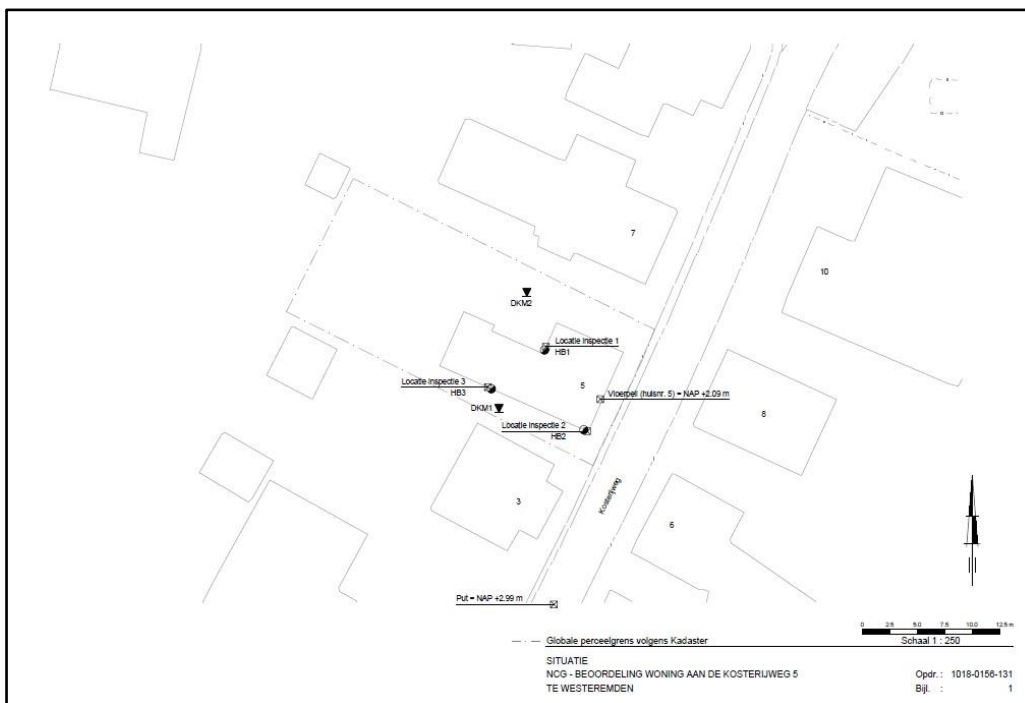 7
10
DKM2
Locatie inspectie 1
HB1
Locatie inspectie 3
HB3
5
Vloerpeil (huisnr. 5) = NAP +2.09 m
DKM1
8
Locatie inspectie 2
HB2
3
Kosterijweg
6
Put = NAP +2.99 m
0 2.5 5.0 7.5 10.0 12.5 m
Globale perceelgrens volgens Kadaster
Schaal 1 : 250
SITUATIE
NCG - BEOORDELING WONING AAN DE KOSTERIJWEG 5
Opdr. : 1018-0156-131
TE WESTEREMDEN
Bijl. : 1